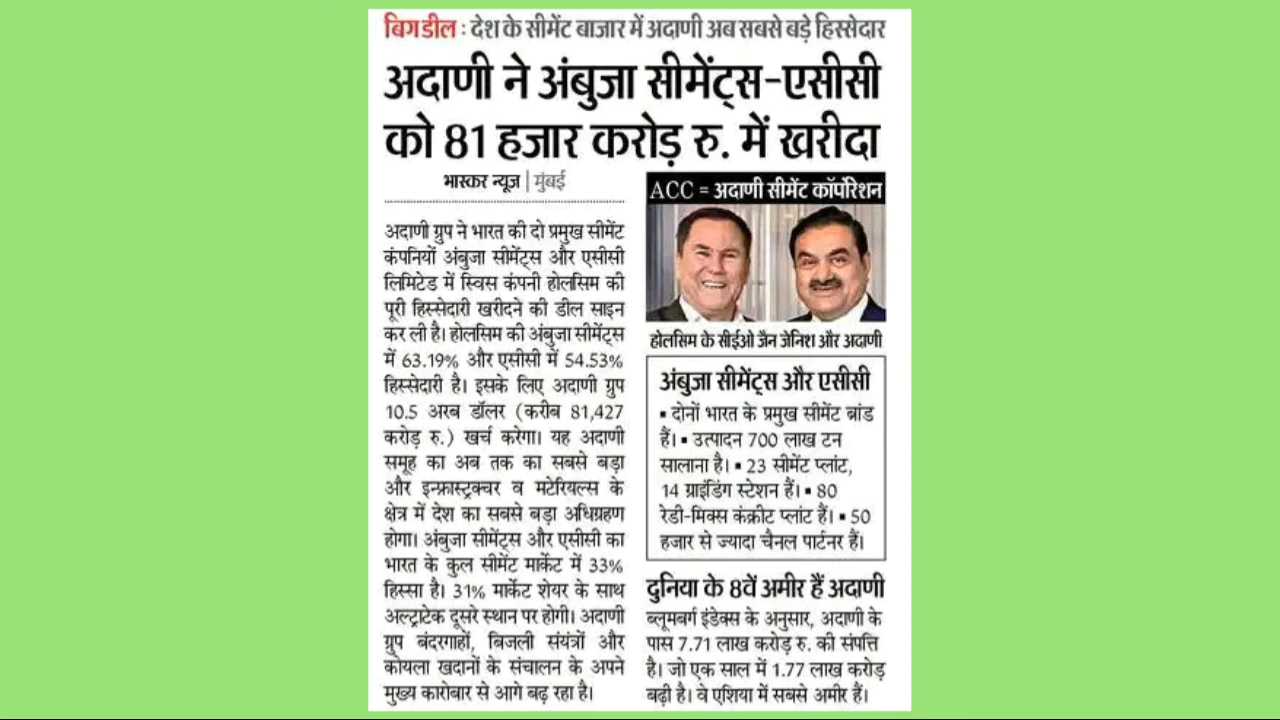 बिग डील : देश के सीमेंट बाजार में अदाणी अब सबसे बड़े हिस्सेदार
अदाणी ने अंबुजा सीमेंट्स-एसीसी
को 81 हजार करोड़ रु. में खरीदा
भास्कर न्यूज | मुंबई
अदाणी ग्रुप ने भारत की दो प्रमुख सीमेंट
कंपनियों अंबुजा सीमेंट्स और एसीसी
लिमिटेड में स्विस कंपनी होलसिम की
पूरी हिस्सेदारी खरीदने की डील साइन
कर ली है। होलसिम की अंबुजा सीमेंट्स
में 63.19% और एसीसी में 54.53%
हिस्सेदारी है। इसके लिए अदाणी ग्रुप
10.5 अरब डॉलर (करीब 81,427
करोड़ रु.) खर्च करेगा। यह अदाणी
समूह का अब तक का सबसे बड़ा
और इन्फ्रास्ट्रक्चर व मटेरियल्स के
क्षेत्र में देश का सबसे बड़ा अधिग्रहण
होगा। अंबुजा सीमेंट्स और एसीसी का
भारत के कुल सीमेंट मार्केट में 33%
हिस्सा है। 31% मार्केट शेयर के साथ
अल्ट्राटेक दूसरे स्थान पर होगी। अदाणी
ग्रुप बंदरगाहों, बिजली संयंत्रों और
कोयला खदानों के संचालन के अपने
मुख्य कारोबार से आगे बढ़ रहा है।
ACC = अदाणी सीमेंट कॉर्पोरेशन
होलसिम के सीईओ जैन जेनिश और अदाणी
अंबुजा सीमेंट्स और एसीसी
▪ दोनों भारत के प्रमुख सीमेंट ब्रांड
हैं। ▪ उत्पादन 700 लाख टन
सालाना है। ▪ 23 सीमेंट प्लांट,
14 ग्राइंडिंग स्टेशन हैं। ▪ 80
रेडी-मिक्स कंक्रीट प्लांट हैं। ▪ 50
हजार से ज्यादा चैनल पार्टनर हैं।
दुनिया के 8वें अमीर हैं अदाणी
ब्लूमबर्ग इंडेक्स के अनुसार, अदाणी के
पास 7.71 लाख करोड़ रु. की संपत्ति
है। जो एक साल में 1.77 लाख करोड़
बढ़ी है। वे एशिया में सबसे अमीर हैं।